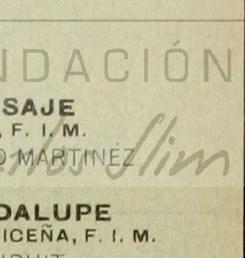 NDACIÓN
SAJE
, F. I. M.
O MARTINEZ
Slim
DALUPE
ICEÑA, F. I. M.